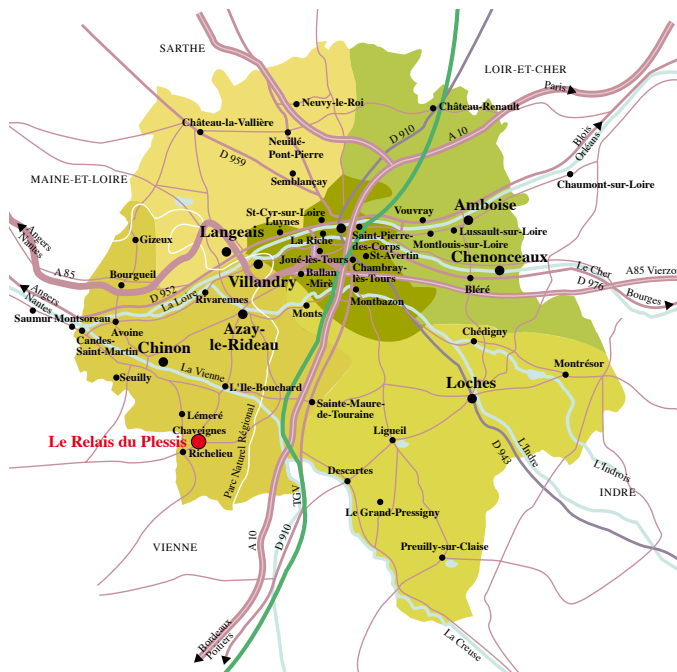 SARTHE
LOIR-ET-CHER
Paris
Neuvy-le-Roi
Château-Renault
Château-la-Vallière
D 910
A 10
Blois
Orléans
Neuillé-
Pont-Pierre
D 959
Semblançay
MAINE-ET-LOIRE
Chaumont-sur-Loire
St-Cyr-sur-Loire
Luynes
Vouvray
Amboise
Langeais
La Riche
Saint-Pierre-
des-Corps
Lussault-sur-Loire
Montlouis-sur-Loire
Gizeux
Angers
Nantes
Joué-lès-Tours
St-Avertin
Chenonceaux
A 85
Bourgueil
Villandry
Ballan
-Miré
Chambray-
lès-Tours
Le Cher
A85 Vierzon
D 952
La Loire
Rivarennes
Bléré
D 976
Bourges
Angers
Nantes
Monts
Montbazon
Saumur
Montsoreau
Avoine
Azay-
le-Rideau
Candes-
Saint-Martin
Chinon
Chédigny
La Vienne
Montrésor
Seuilly
L'Ile-Bouchard
Loches
Sainte-Maure-
de-Touraine
Lémeré
Chaveignes
Le Relais du Plessis
Richelieu
Parc Naturel Régional
Ligueil
D 943
L'Indre
L'Indrois
Descartes
INDRE
TGV
Le Grand-Pressigny
VIENNE
A 10
D 910
Preuilly-sur-Claise
Bordeaux
Poitiers
La Creuse